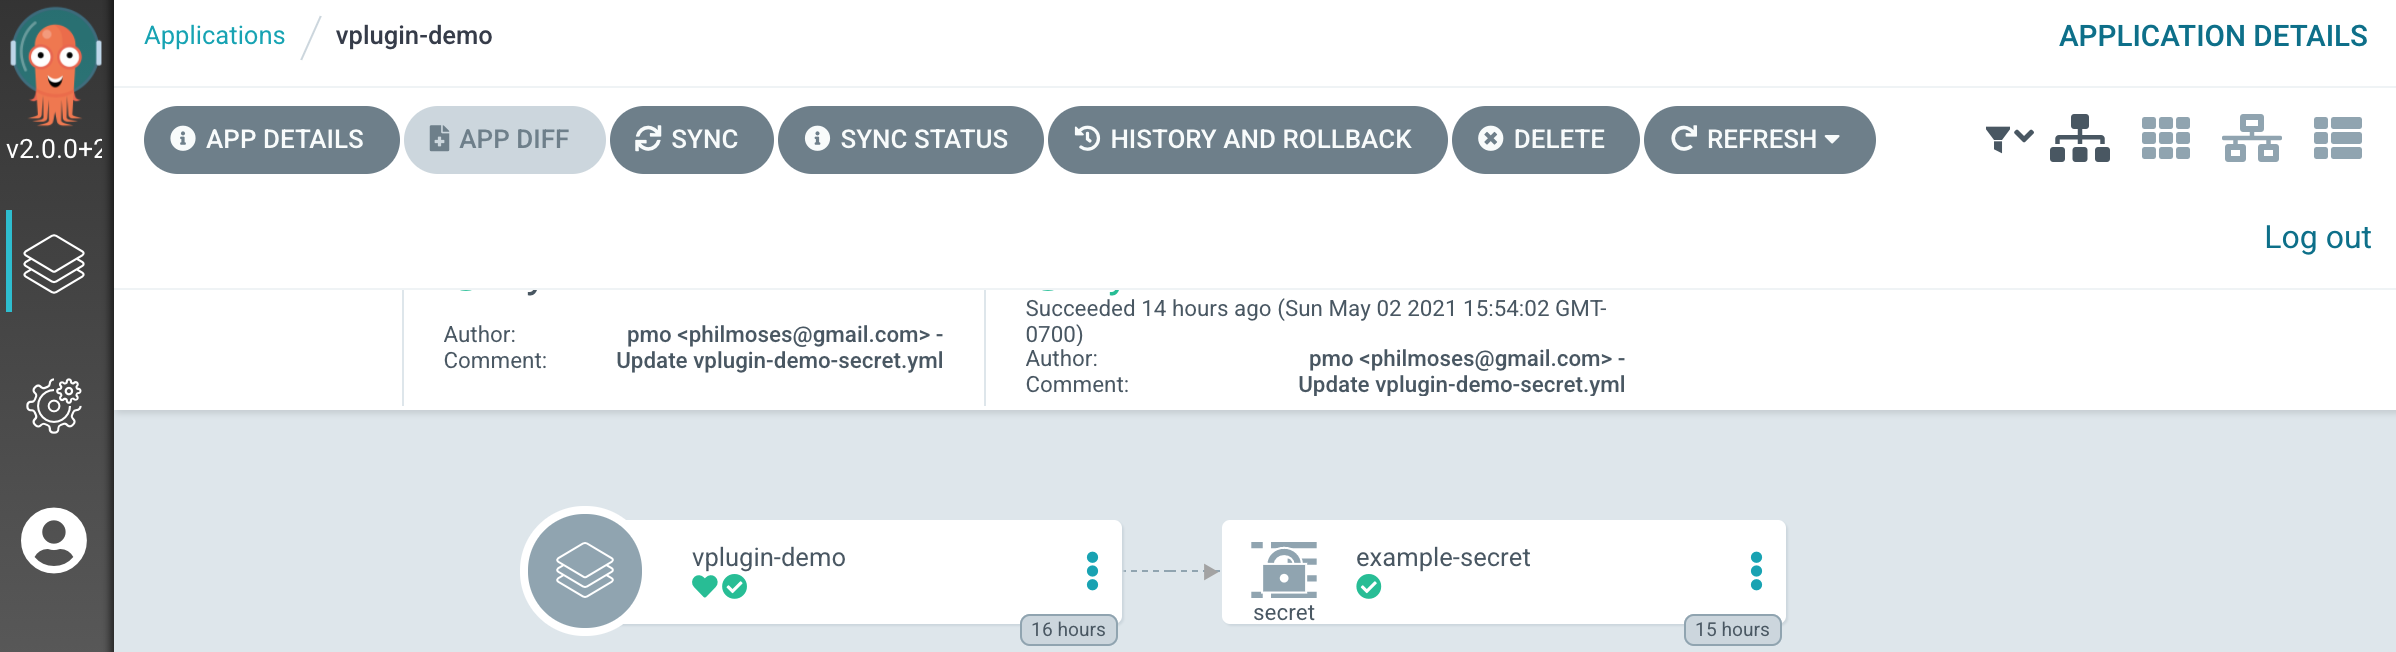 Applications / vplugin-demo
APPLICATION DETAILS
v2.0.0+2
APP DETAILS
APP DIFF
SYNC
SYNC STATUS
HISTORY AND ROLLBACK
DELETE
REFRESH
Log out
Author: pmo <philmoses@gmail.com> -
Comment: Update vplugin-demo-secret.yml
Succeeded 14 hours ago (Sun May 02 2021 15:54:02 GMT-
0700)
Author: pmo <philmoses@gmail.com> -
Comment: Update vplugin-demo-secret.yml
vplugin-demo
16 hours
example-secret
secret
15 hours